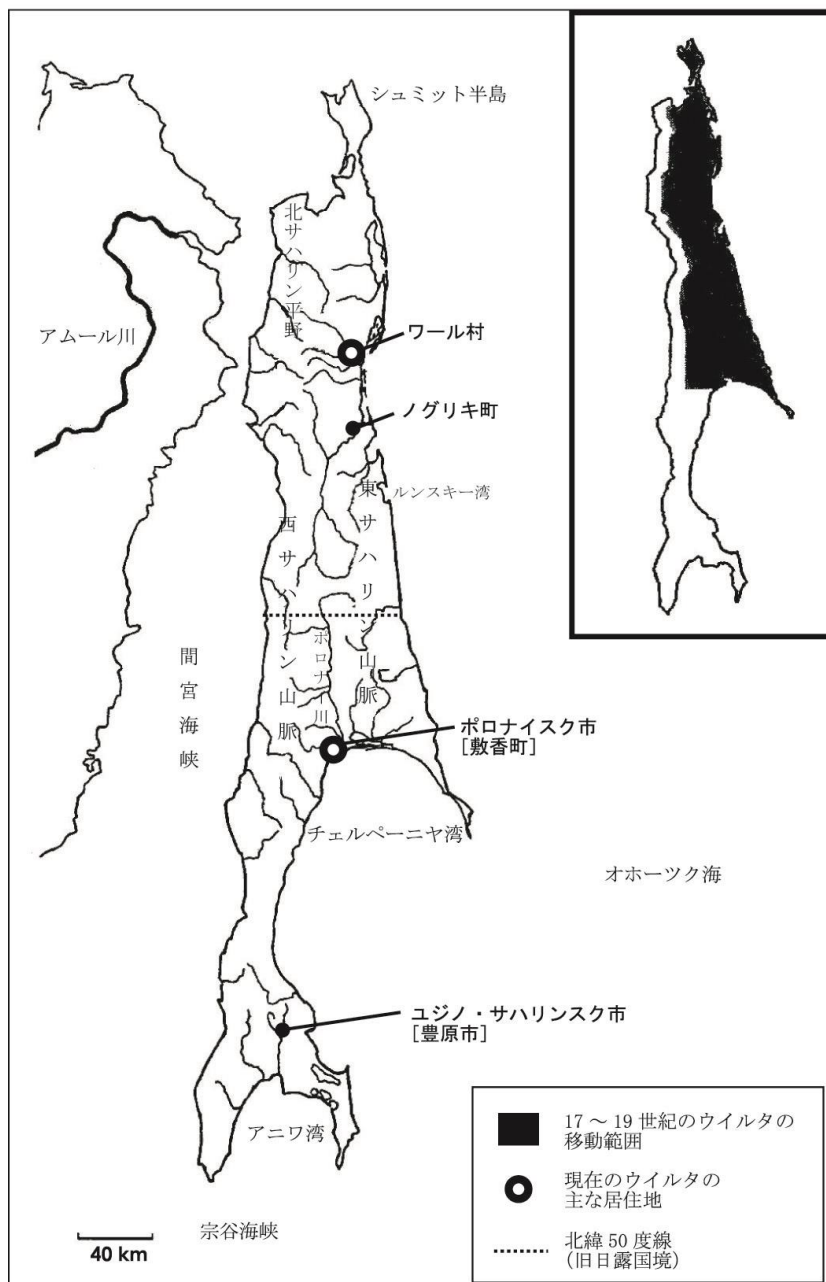 シュミット半島
北サハリン平野
アムール川
ワール村
ノグリキ町
ルンスキー湾
東サハリン山脈
西サハリン山脈
ポロナイ川
間宮海峡
ポロナイスク市
[敷香町]
チェルペーニヤ湾
オホーツク海
ユジノ・サハリンスク市
[豊原市]
アニワ湾
宗谷海峡
40 km
17～19世紀のウイルタの
移動範囲
現在のウイルタの
主な居住地
北緯50度線
(旧日露国境)